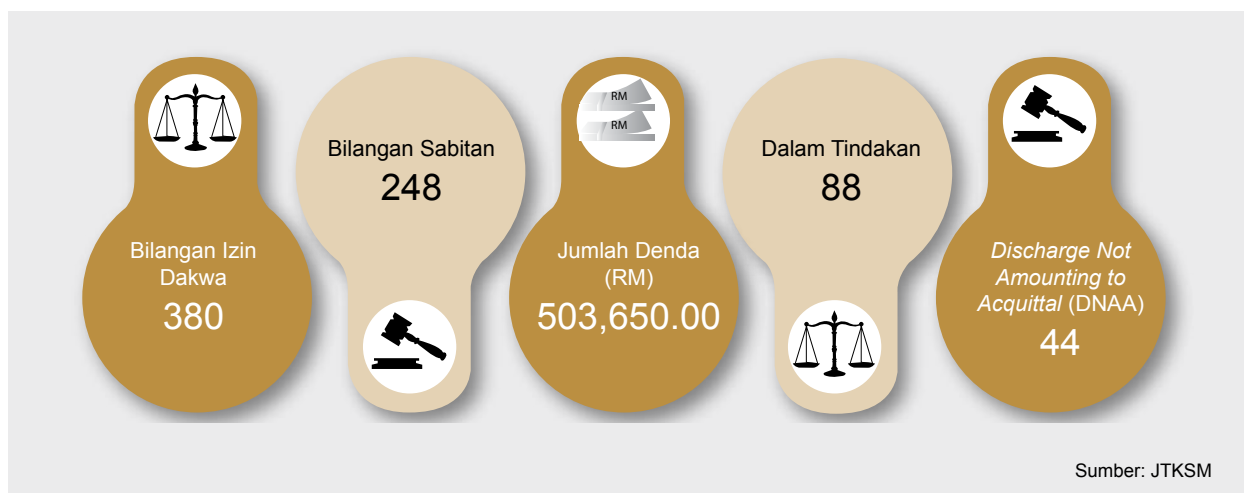 Bilangan Izin
Dakwa
380
Bilangan Sabitan
248
RM
RM
Jumlah Denda
(RM)
503,650.00
Dalam Tindakan
88
Discharge Not
Amounting to
Acquittal (DNAA)
44
Sumber: JTKSM